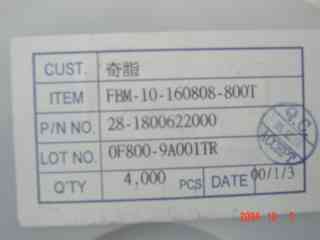 CUST. 奇脂
ITEM FBM-10-160808-800T
P/N NO. 28-1800622000
LOT NO. 0F800-9A001TR
Q'TY 4,000 PCS DATE 00/1/3
Q.C